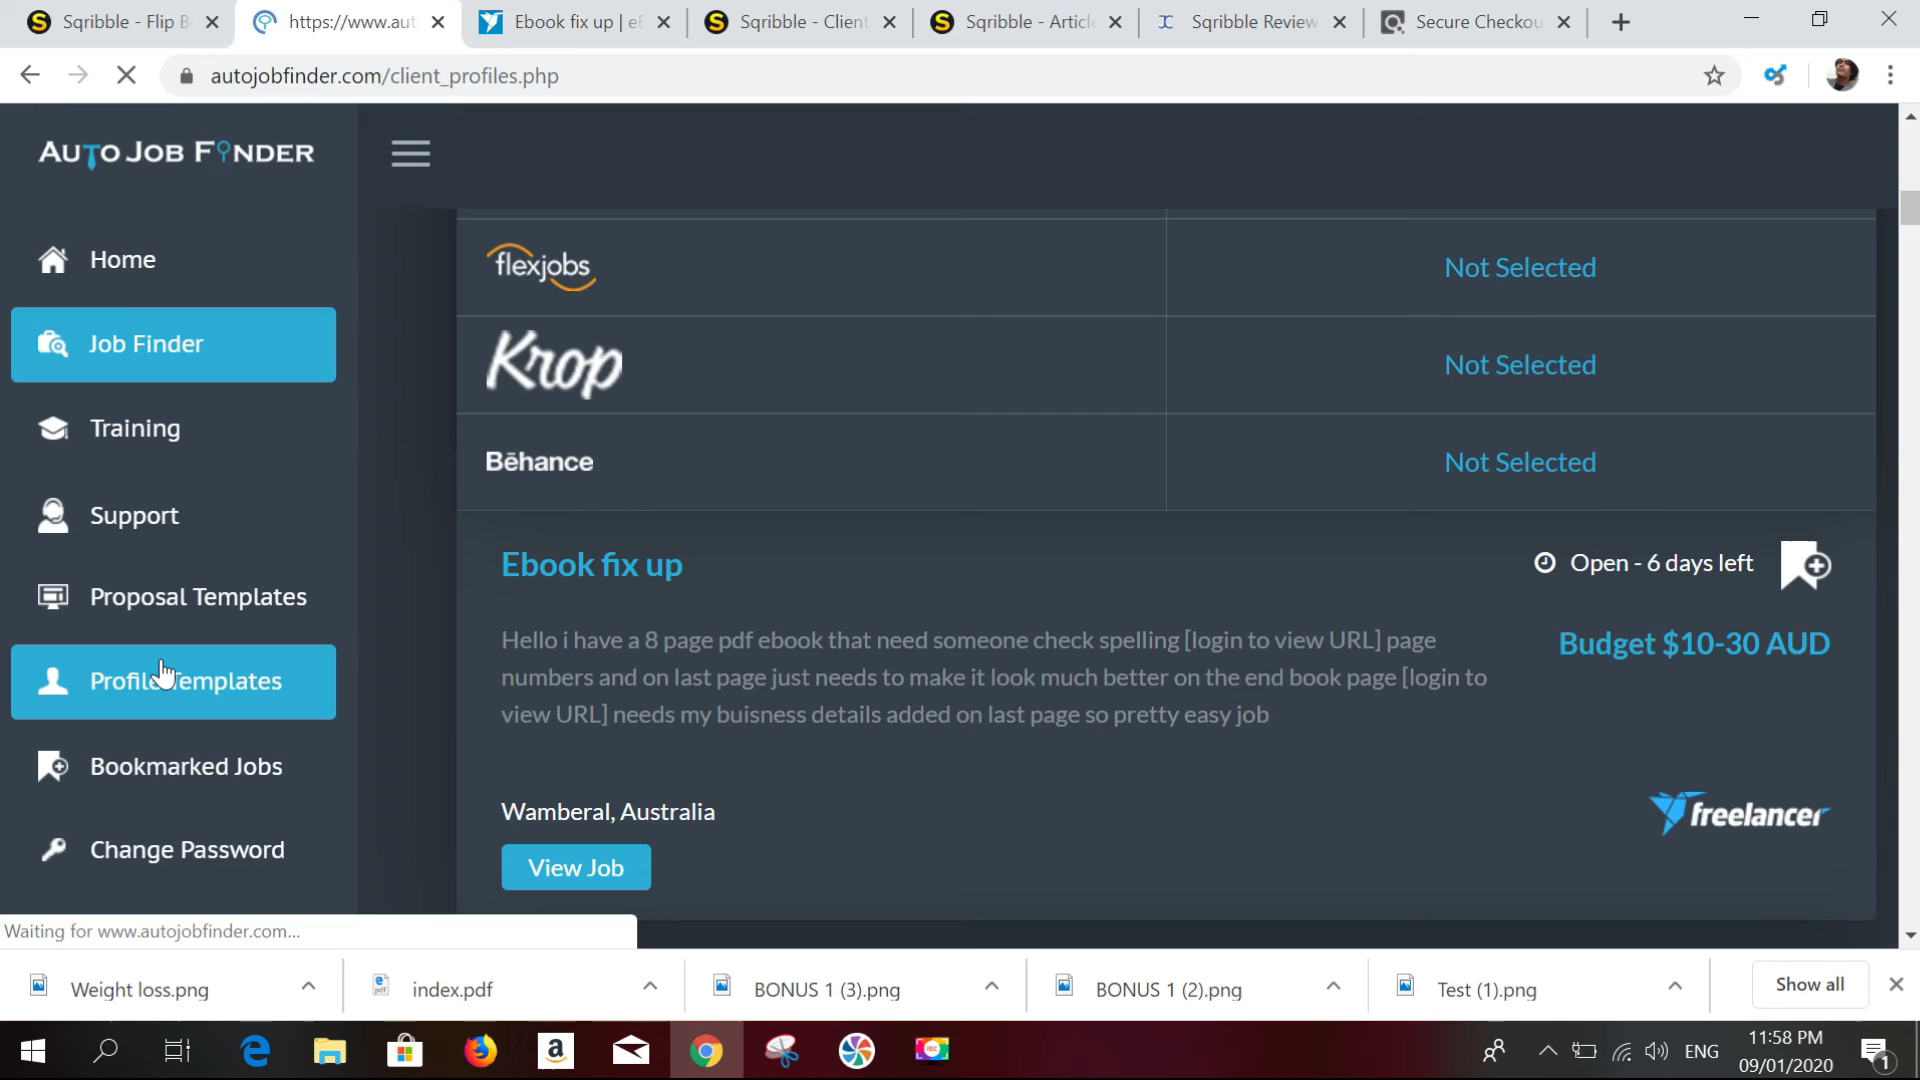 Sqribble - Flip B
https://www.aut
Ebook fix up | eB
Sqribble - Client
Sqribble - Article
Sqribble Review
Secure Checkou
autojobfinder.com/client_profiles.php
AUTO JOB FINDER
Home
Job Finder
Training
Support
Proposal Templates
Profile Templates
Bookmarked Jobs
Change Password
flexjobs
Not Selected
Krop
Not Selected
Bēhance
Not Selected
Ebook fix up
Open - 6 days left
Hello i have a 8 page pdf ebook that need someone check spelling [login to view URL] page
numbers and on last page just needs to make it look much better on the end book page [login to
view URL] needs my buisness details added on last page so pretty easy job
Budget $10-30 AUD
Wamberal, Australia
View Job
freelancer
Waiting for www.autojobfinder.com...
Weight loss.png
index.pdf
BONUS 1 (3).png
BONUS 1 (2).png
Test (1).png
Show all
ENG
11:58 PM
09/01/2020
1